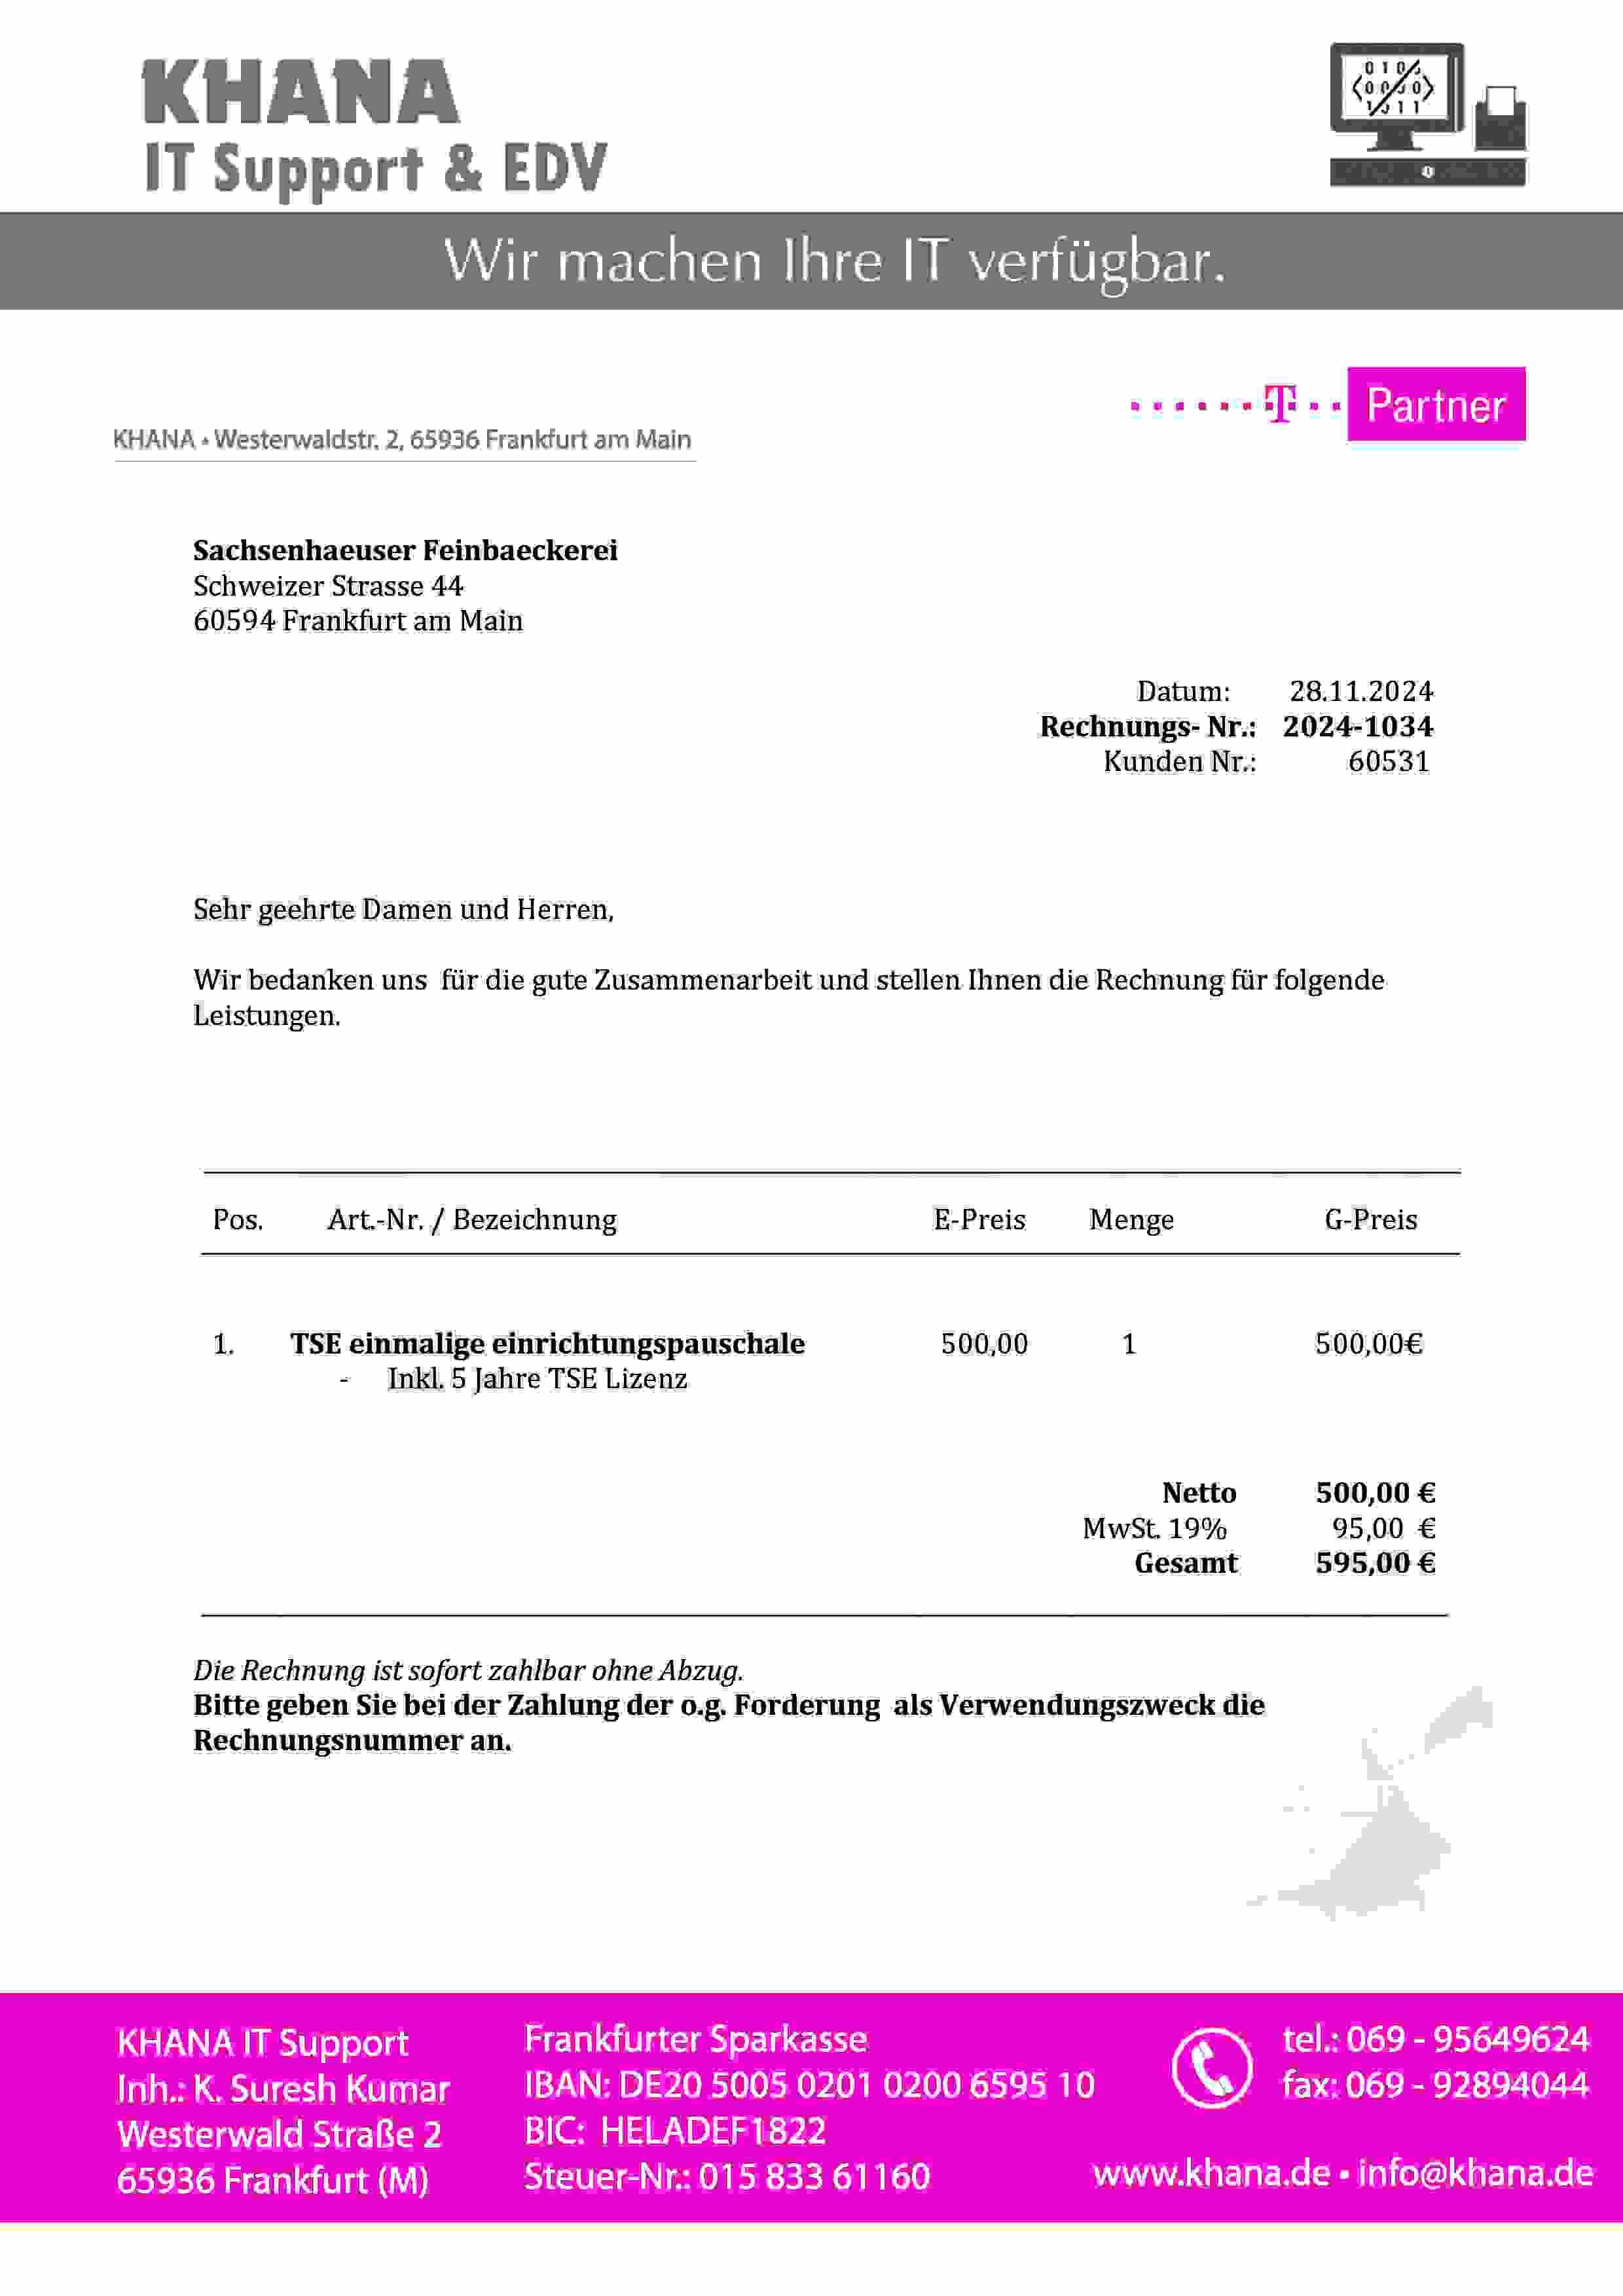 KHANA
IT Support & EDV
Wir machen Ihre IT verfügbar.
T Partner
KHANA • Westerwaldstr. 2, 65936 Frankfurt am Main
Sachsenhaeuser Feinbaeckerei
Schweizer Strasse 44
60594 Frankfurt am Main
Datum: 28.11.2024
Rechnungs- Nr.: 2024-1034
Kunden Nr.: 60531
Sehr geehrte Damen und Herren,
Wir bedanken uns für die gute Zusammenarbeit und stellen Ihnen die Rechnung für folgende
Leistungen.
Pos. Art.-Nr. / Bezeichnung E-Preis Menge G-Preis
1. TSE einmalige einrichtungspauschale 500,00 1 500,00€
- Inkl. 5 Jahre TSE Lizenz
Netto 500,00 €
MwSt. 19% 95,00 €
Gesamt 595,00 €
Die Rechnung ist sofort zahlbar ohne Abzug.
Bitte geben Sie bei der Zahlung der o.g. Forderung als Verwendungszweck die
Rechnungsnummer an.
KHANA IT Support
Inh.: K. Suresh Kumar
Westerwald Straße 2
65936 Frankfurt (M)
Frankfurter Sparkasse
IBAN: DE20 5005 0201 0200 6595 10
BIC: HELADEF1822
Steuer-Nr.: 015 833 61160
tel.: 069 - 95649624
fax: 069 - 92894044
www.khana.de • info@khana.de